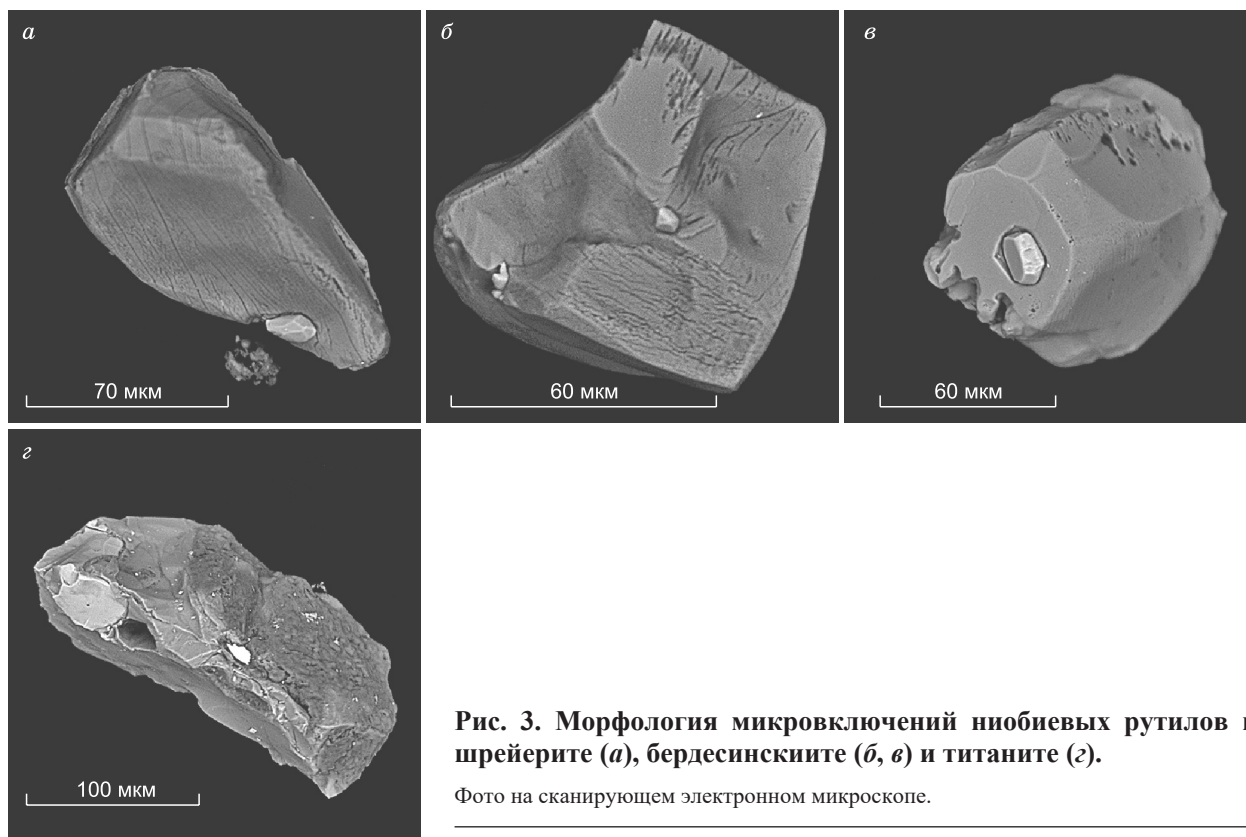 а
б
в
70 мкм
60 мкм
60 мкм
г
100 мкм
Рис. 3. Морфология микровключений ниобиевых рутилов
шрейерите (а), бердесинскиите (б, в) и титаните (г).
Фото на сканирующем электронном микроскопе.